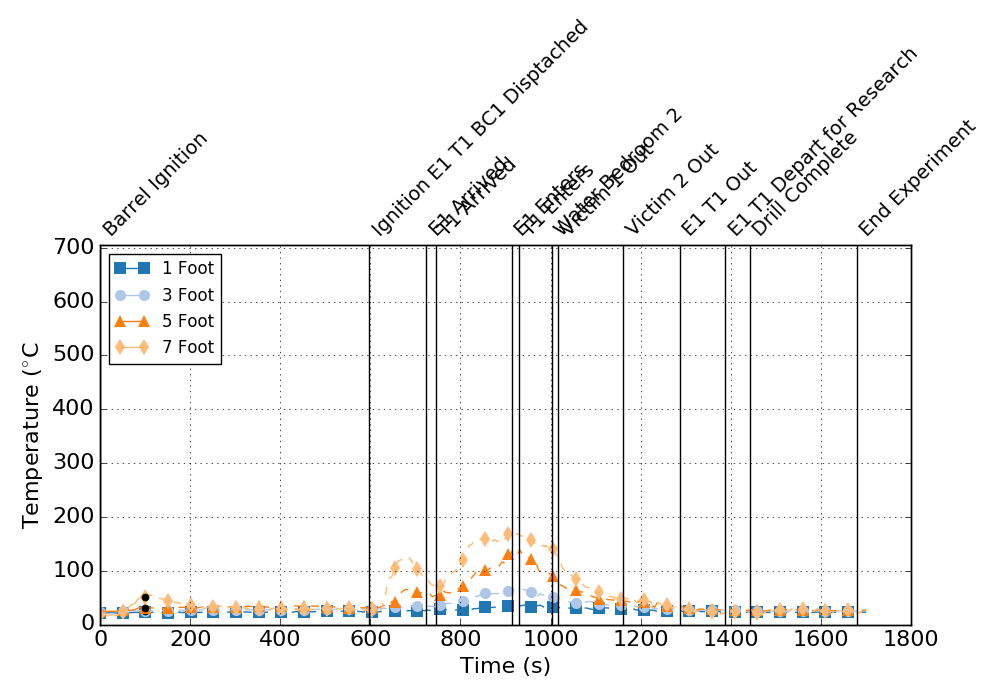 Barrel Ignition
Ignition E1 T1 BC1 Disptached
E1 Arrived
T1 Arrived
E1 Enters
T1 Enters
Water Bedroom 2
Victim 1 Out
Victim 2 Out
E1 T1 Out
E1 T1 Depart for Research
Drill Complete
End Experiment
700
600
500
400
300
200
100
0
Temperature (°C
1 Foot
3 Foot
5 Foot
7 Foot
0 200 400 600 800 1000 1200 1400 1600 1800
Time (s)